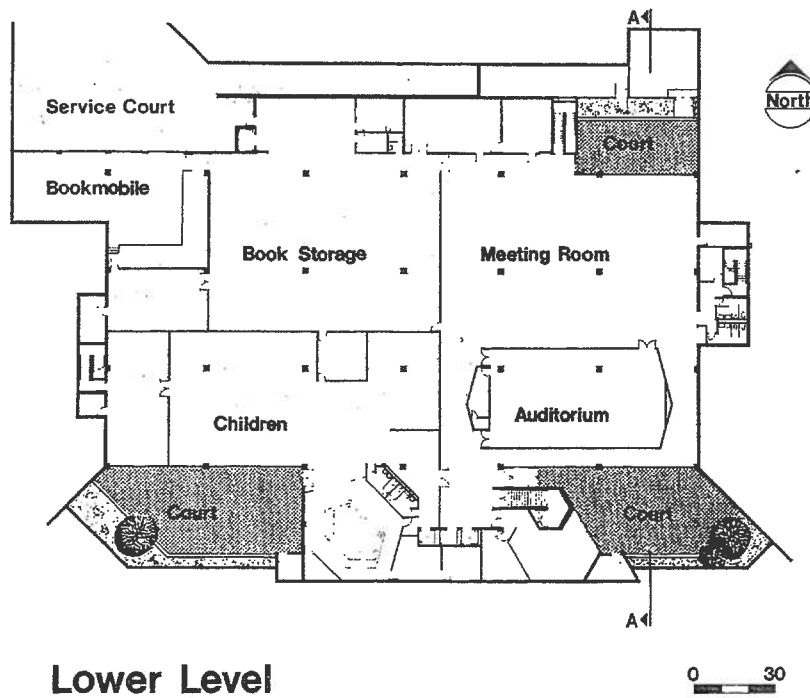 A
North
Service Court
Court
Bookmobile
Book Storage
Meeting Room
Children
Auditorium
Court
Court
A
Lower Level
0 30